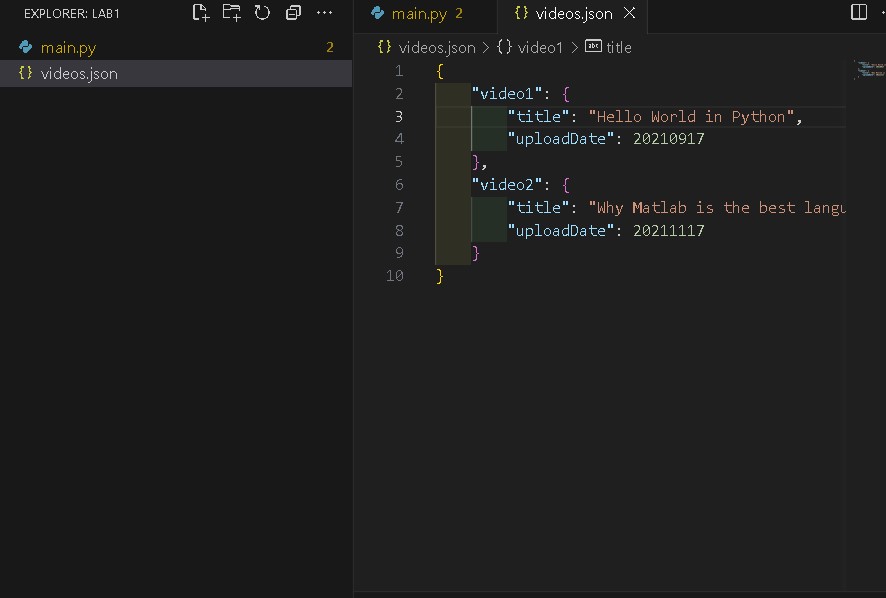 EXPLORER: LAB1
main.py 2
videos.json
main.py 2 {} videos.json
{} videos.json > {} video1 > abc title
1 {
2 "video1": {
3 "title": "Hello World in Python",
4 "uploadDate": 20210917
5 },
6 "video2": {
7 "title": "Why Matlab is the best langu
8 "uploadDate": 20211117
9 }
10 }